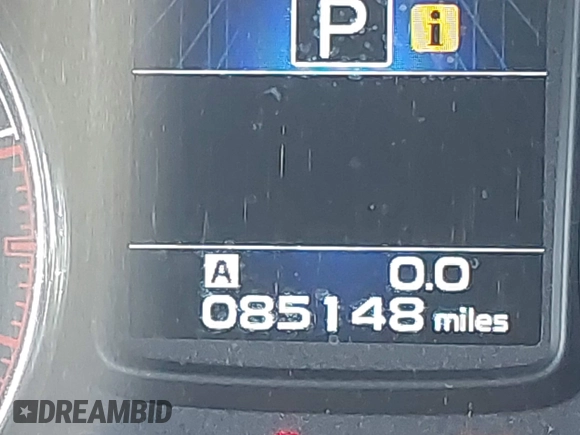 P i
A 0.0
085148 miles
DREAMBID